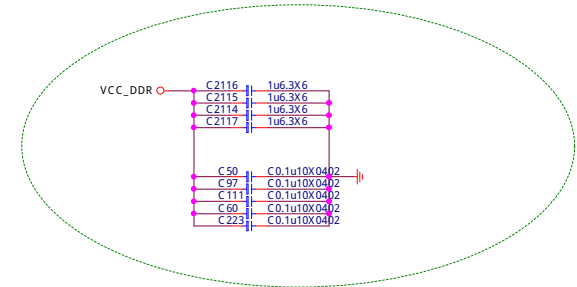 C2116 1u6.3X6
VCC_DDR
C2115 1u6.3X6
C2114 1u6.3X6
C2117 1u6.3X6
C50 C0.1u10X0402
C97 C0.1u10X0402
C111 C0.1u10X0402
C60 C0.1u10X0402
C223 C0.1u10X0402